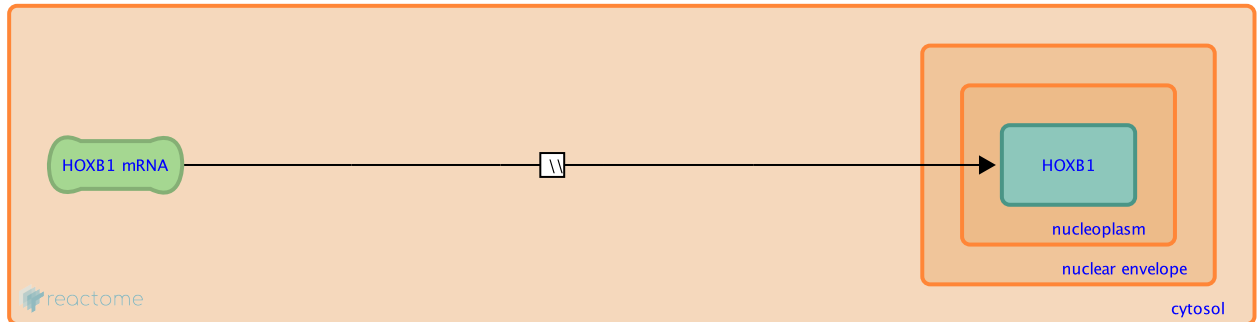 HOXB1 mRNA
\\
HOXB1
nucleoplasm
nuclear envelope
reactome
cytosol